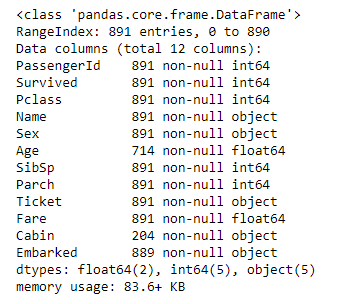 <class 'pandas.core.frame.DataFrame'>
RangeIndex: 891 entries, 0 to 890
Data columns (total 12 columns):
PassengerId    891 non-null int64
Survived       891 non-null int64
Pclass         891 non-null int64
Name           891 non-null object
Sex            891 non-null object
Age            714 non-null float64
SibSp          891 non-null int64
Parch          891 non-null int64
Ticket         891 non-null object
Fare           891 non-null float64
Cabin          204 non-null object
Embarked       889 non-null object
dtypes: float64(2), int64(5), object(5)
memory usage: 83.6+ KB